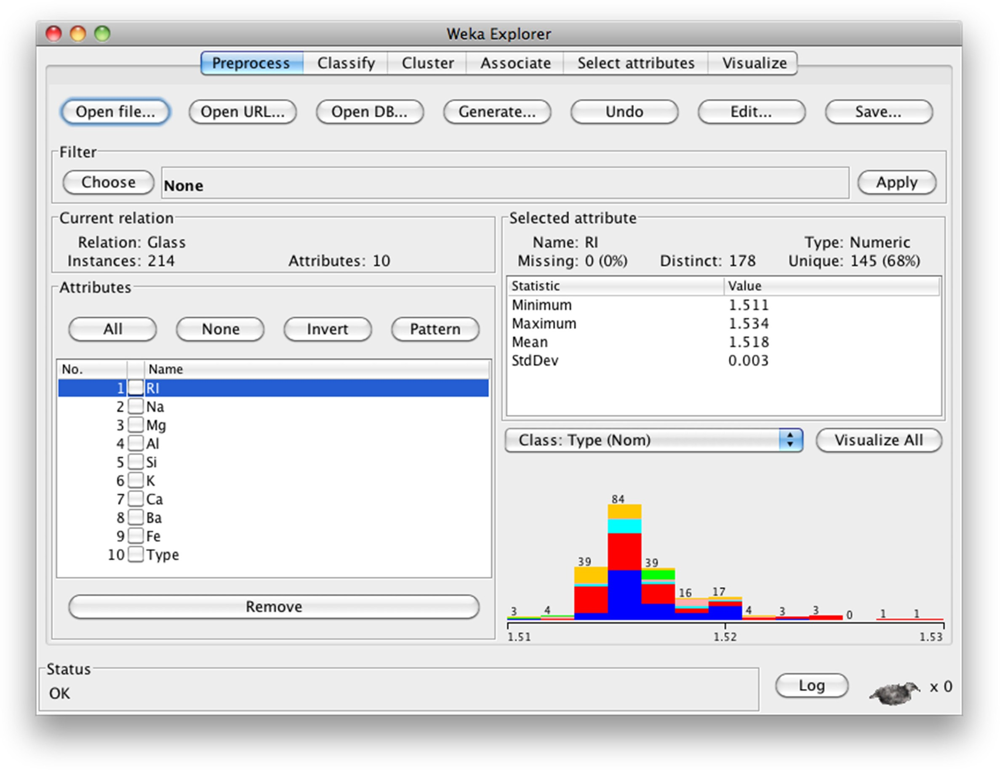 Weka Explorer
Preprocess Classify Cluster Associate Select attributes Visualize
Open file... Open URL... Open DB... Generate... Undo Edit... Save...
Filter
Choose None Apply
Current relation
Relation: Glass
Instances: 214 Attributes: 10
Selected attribute
Name: RI Type: Numeric
Missing: 0 (0%) Distinct: 178 Unique: 145 (68%)
Statistic Value
Minimum 1.511
Maximum 1.534
Mean 1.518
StdDev 0.003
Attributes
All None Invert Pattern
No. Name
1 RI
2 Na
3 Mg
4 Al
5 Si
6 K
7 Ca
8 Ba
9 Fe
10 Type
Remove
Class: Type (Nom) Visualize All
3 4 39 84 39 16 17 4 3 3 0 1 1
1.51 1.52 1.53
Status
OK
Log x 0